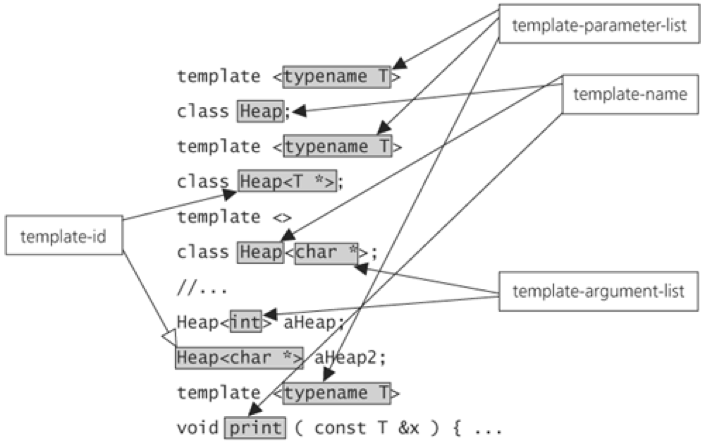 template-parameter-list
template <typename T>
template-name
class Heap;
template <typename T>
class Heap<T *>;
template <>
template-id
class Heap<char *>;
//...
template-argument-list
Heap<int> aHeap;
Heap<char *> aHeap2;
template <typename T>
void print ( const T &x ) { ...